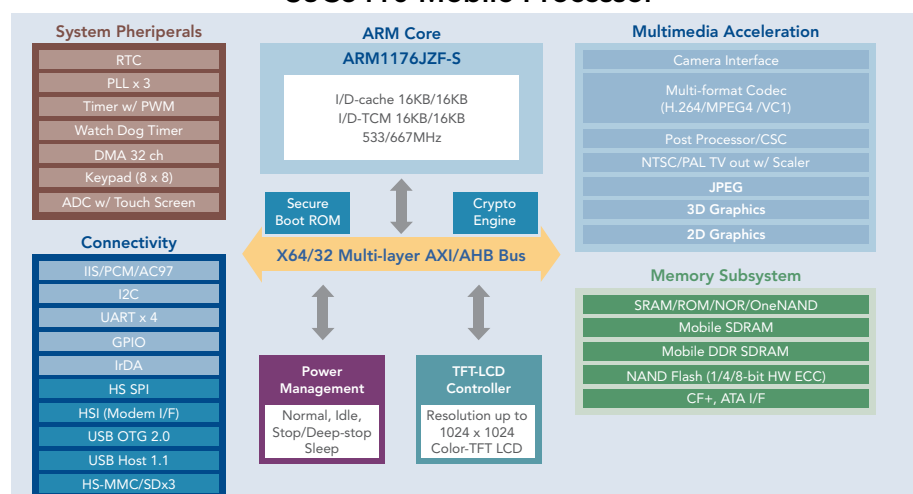 System Pheriperals
RTC
PLL x 3
Timer w/ PWM
Watch Dog Timer
DMA 32 ch
Keypad (8 x 8)
ADC w/ Touch Screen
Connectivity
IIS/PCM/AC97
I2C
UART x 4
GPIO
IrDA
HS SPI
HSI (Modem I/F)
USB OTG 2.0
USB Host 1.1
HS-MMC/SDx3
ARM Core
ARM1176JZF-S
I/D-cache 16KB/16KB
I/D-TCM 16KB/16KB
533/667MHz
Secure
Boot ROM
Crypto
Engine
X64/32 Multi-layer AXI/AHB Bus
Power
Management
Normal, Idle,
Stop/Deep-stop
Sleep
TFT-LCD
Controller
Resolution up to
1024 x 1024
Color-TFT LCD
Multimedia Acceleration
Camera Interface
Multi-format Codec
(H.264/MPEG4 /VC1)
Post Processor/CSC
NTSC/PAL TV out w/ Scaler
JPEG
3D Graphics
2D Graphics
Memory Subsystem
SRAM/ROM/NOR/OneNAND
Mobile SDRAM
Mobile DDR SDRAM
NAND Flash (1/4/8-bit HW ECC)
CF+, ATA I/F